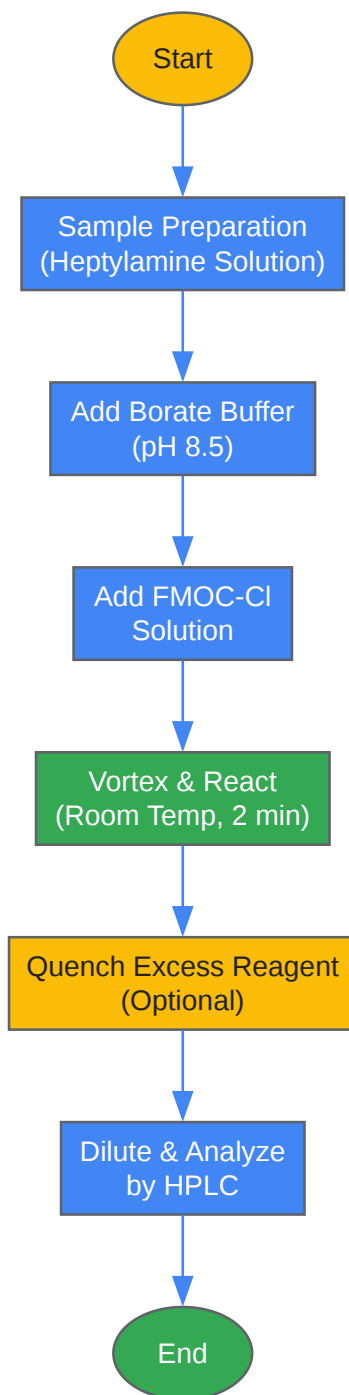 Start
Sample Preparation
(Heptylamine Solution)
Add Borate Buffer
(pH 8.5)
Add FMOC-Cl
Solution
Vortex & React
(Room Temp, 2 min)
Quench Excess Reagent
(Optional)
Dilute & Analyze
by HPLC
End